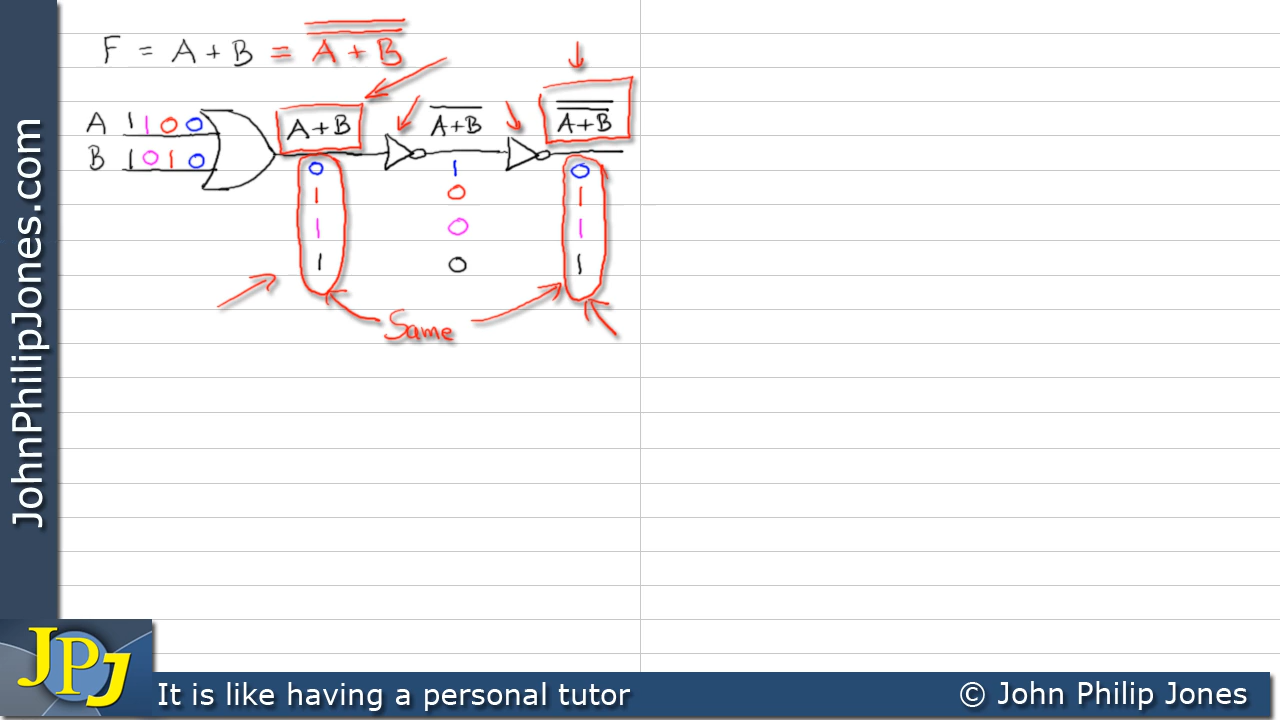 F = A + B = A̿ ̿+̿ ̿B̿
A 1 1 0 0
B 1 0 1 0
A + B
A̅+̅B̅
A̿+̿B̿
0 1 0
1 0 1
1 0 1
1 0 1
Same
JohnPhilipJones.com
JPJ
It is like having a personal tutor
© John Philip Jones